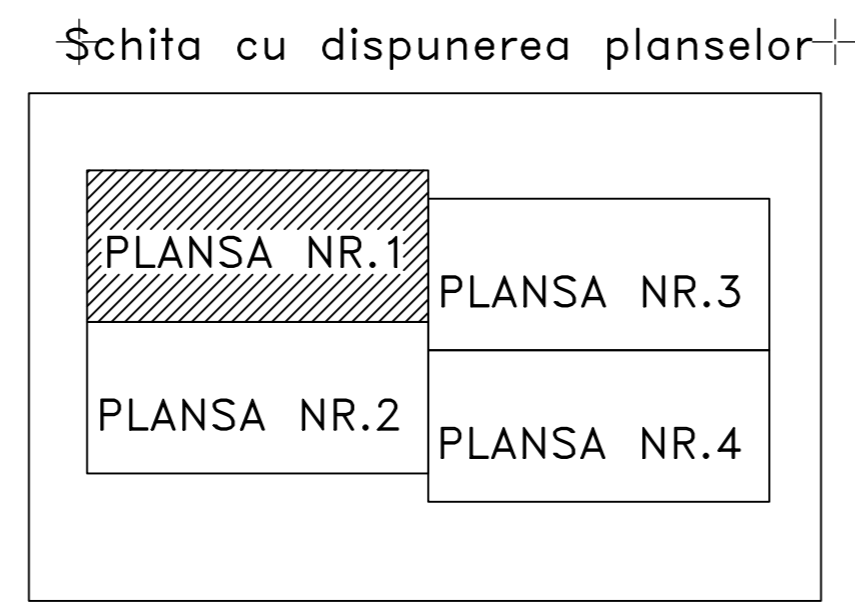 Schita cu dispunerea planselor
PLANSA NR.1
PLANSA NR.2
PLANSA NR.3
PLANSA NR.4